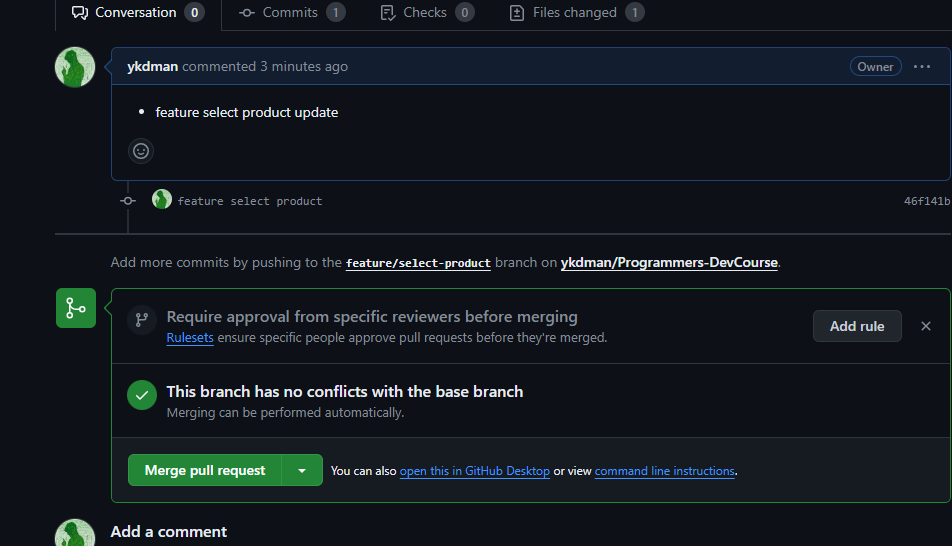 Conversation 0 Commits 1 Checks 0 Files changed 1
ykdman commented 3 minutes ago Owner
• feature select product update
feature select product 46f141b
Add more commits by pushing to the feature/select-product branch on ykdman/Programmers-DevCourse.
Require approval from specific reviewers before merging
Rulesets ensure specific people approve pull requests before they're merged.
Add rule
This branch has no conflicts with the base branch
Merging can be performed automatically.
Merge pull request You can also open this in GitHub Desktop or view command line instructions.
Add a comment